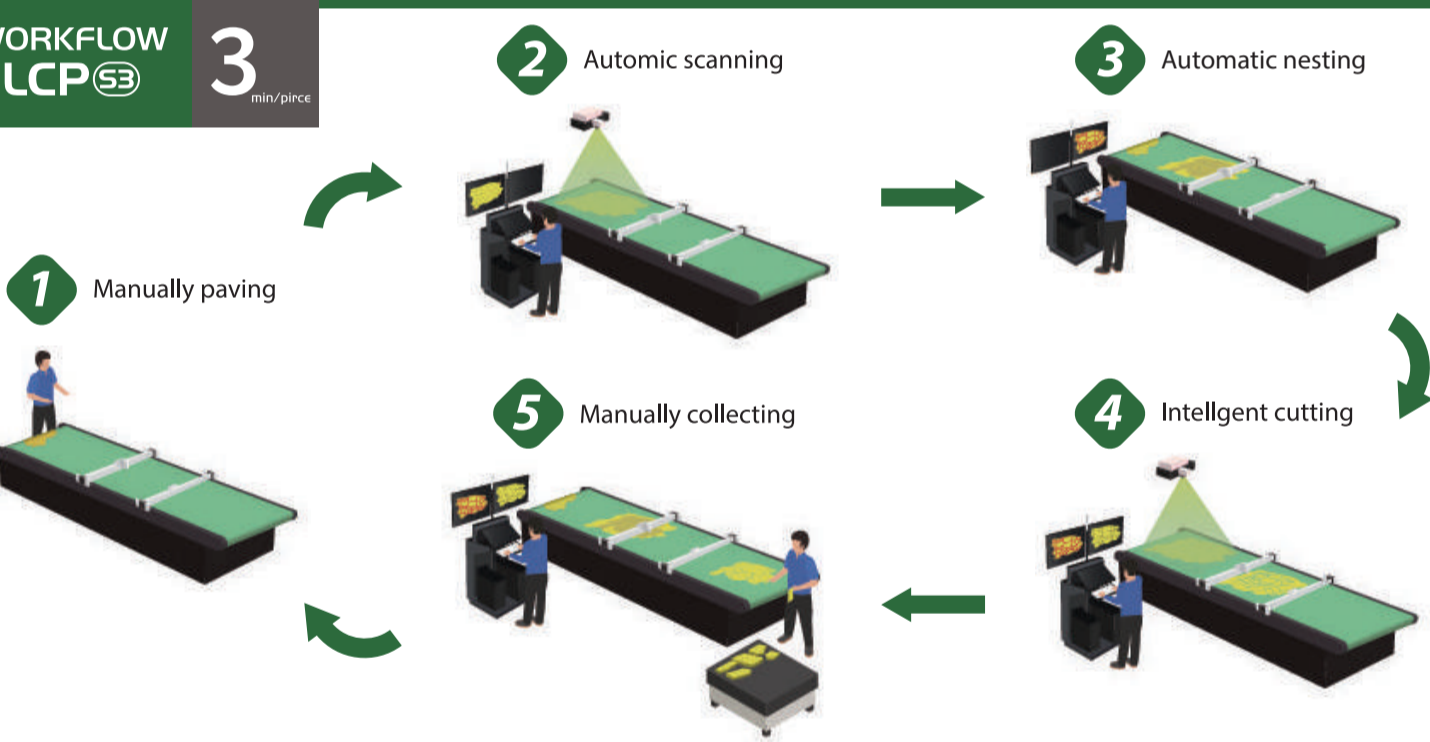 WORKFLOW
LCP S3
3
min/pirce
2 Automic scanning
3 Automatic nesting
1 Manually paving
5 Manually collecting
4 Intellgent cutting